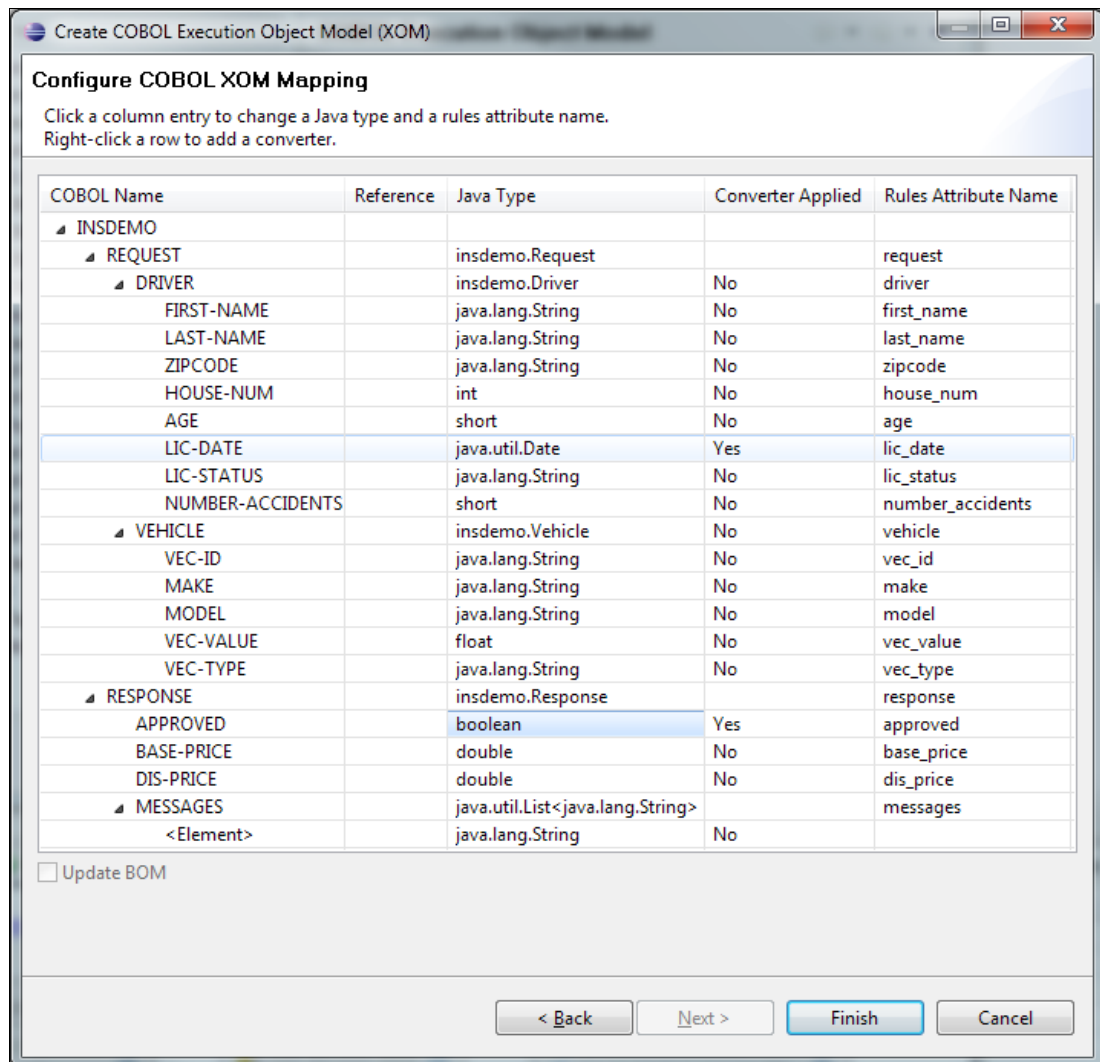 Create COBOL Execution Object Model (XOM)
Configure COBOL XOM Mapping
Click a column entry to change a Java type and a rules attribute name.
Right-click a row to add a converter.
COBOL Name Reference Java Type Converter Applied Rules Attribute Name
INSDEMO
REQUEST insdemo.Request request
DRIVER insdemo.Driver No driver
FIRST-NAME java.lang.String No first_name
LAST-NAME java.lang.String No last_name
ZIPCODE java.lang.String No zipcode
HOUSE-NUM int No house_num
AGE short No age
LIC-DATE java.util.Date Yes lic_date
LIC-STATUS java.lang.String No lic_status
NUMBER-ACCIDENTS short No number_accidents
VEHICLE insdemo.Vehicle No vehicle
VEC-ID java.lang.String No vec_id
MAKE java.lang.String No make
MODEL java.lang.String No model
VEC-VALUE float No vec_value
VEC-TYPE java.lang.String No vec_type
RESPONSE insdemo.Response response
APPROVED boolean Yes approved
BASE-PRICE double No base_price
DIS-PRICE double No dis_price
MESSAGES java.util.List<java.lang.String> messages
<Element> java.lang.String No
Update BOM
< Back Next > Finish Cancel